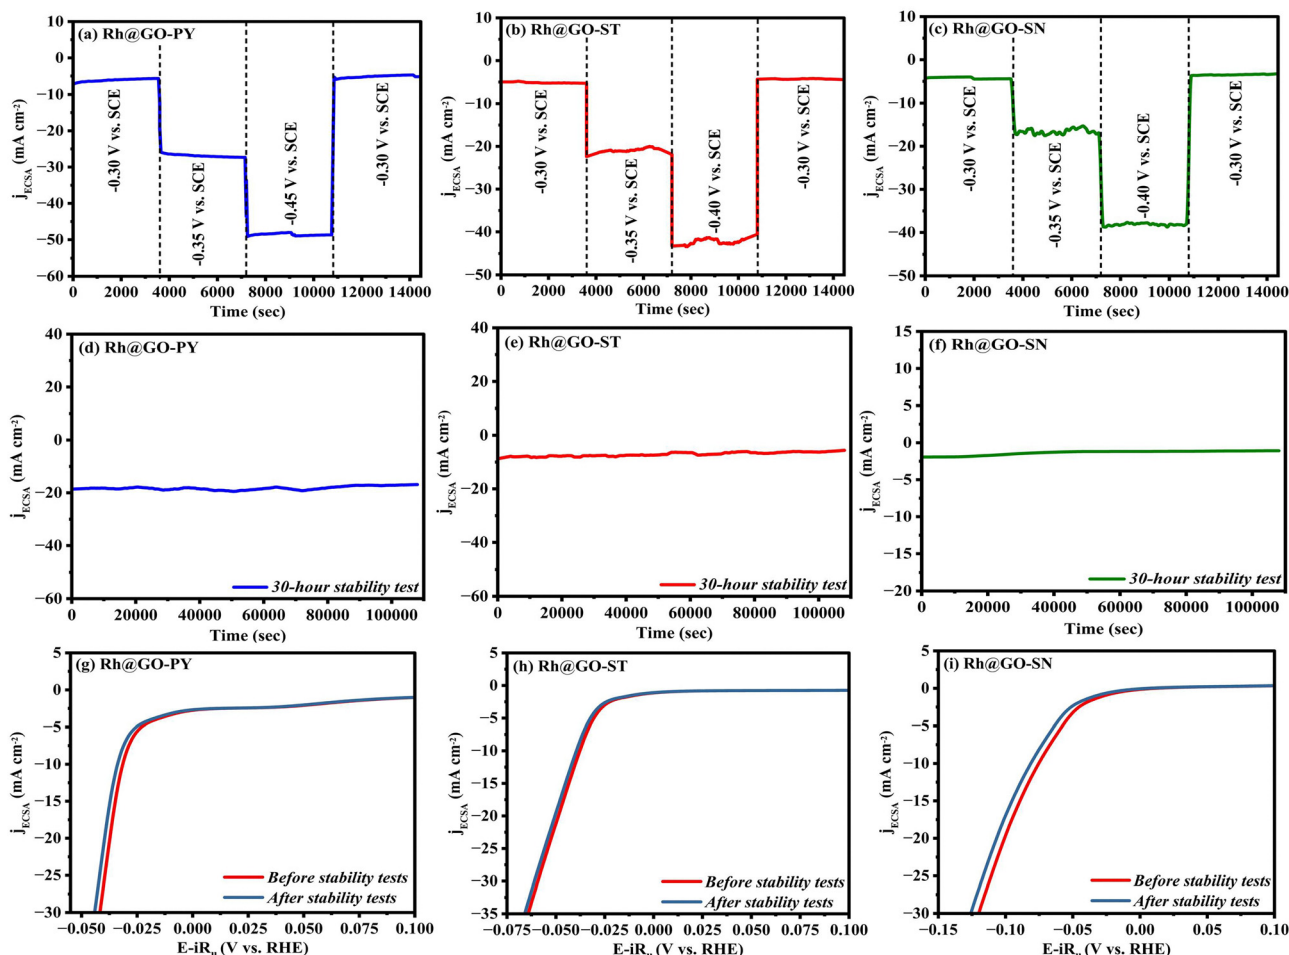 (a) Rh@GO-PY
j_ECSA (mA cm⁻²)
10
0
−10
−20
−30
−40
−50
−60
-0.30 V vs. SCE
-0.35 V vs. SCE
-0.45 V vs. SCE
-0.30 V vs. SCE
0 2000 4000 6000 8000 10000 12000 14000
Time (sec)
(b) Rh@GO-ST
j_ECSA (mA cm⁻²)
10
0
−10
−20
−30
−40
−50
-0.30 V vs. SCE
-0.35 V vs. SCE
-0.40 V vs. SCE
-0.30 V vs. SCE
0 2000 4000 6000 8000 10000 12000 14000
Time (sec)
(c) Rh@GO-SN
j_ECSA (mA cm⁻²)
10
0
−10
−20
−30
−40
−50
-0.30 V vs. SCE
-0.35 V vs. SCE
-0.40 V vs. SCE
-0.30 V vs. SCE
0 2000 4000 6000 8000 10000 12000 14000
Time (sec)
(d) Rh@GO-PY
j_ECSA (mA cm⁻²)
40
20
0
−20
−40
−60
30-hour stability test
0 20000 40000 60000 80000 100000
Time (sec)
(e) Rh@GO-ST
j_ECSA (mA cm⁻²)
40
20
0
−20
−40
−60
30-hour stability test
0 20000 40000 60000 80000 100000
Time (sec)
(f) Rh@GO-SN
j_ECSA (mA cm⁻²)
15
10
5
0
−5
−10
−15
−20
30-hour stability test
0 20000 40000 60000 80000 100000
Time (sec)
(g) Rh@GO-PY
j_ECSA (mA cm⁻²)
5
0
−5
−10
−15
−20
−25
−30
Before stability tests
After stability tests
−0.050 −0.025 0.000 0.025 0.050 0.075 0.100
E-iRᵤ (V vs. RHE)
(h) Rh@GO-ST
j_ECSA (mA cm⁻²)
5
0
−5
−10
−15
−20
−25
−30
−35
Before stability tests
After stability tests
−0.075 −0.050 −0.025 0.000 0.025 0.050 0.075 0.100
E-iRᵤ (V vs. RHE)
(i) Rh@GO-SN
j_ECSA (mA cm⁻²)
5
0
−5
−10
−15
−20
−25
−30
Before stability tests
After stability tests
−0.15 −0.10 −0.05 0.00 0.05 0.10
E-iRᵤ (V vs. RHE)